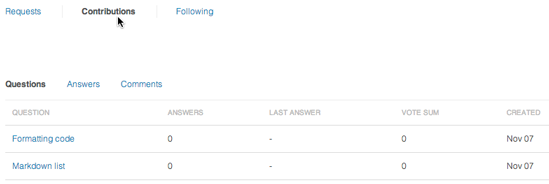 Requests Contributions Following
Questions Answers Comments
QUESTION ANSWERS LAST ANSWER VOTE SUM CREATED
Formatting code 0 - 0 Nov 07
Markdown list 0 - 0 Nov 07